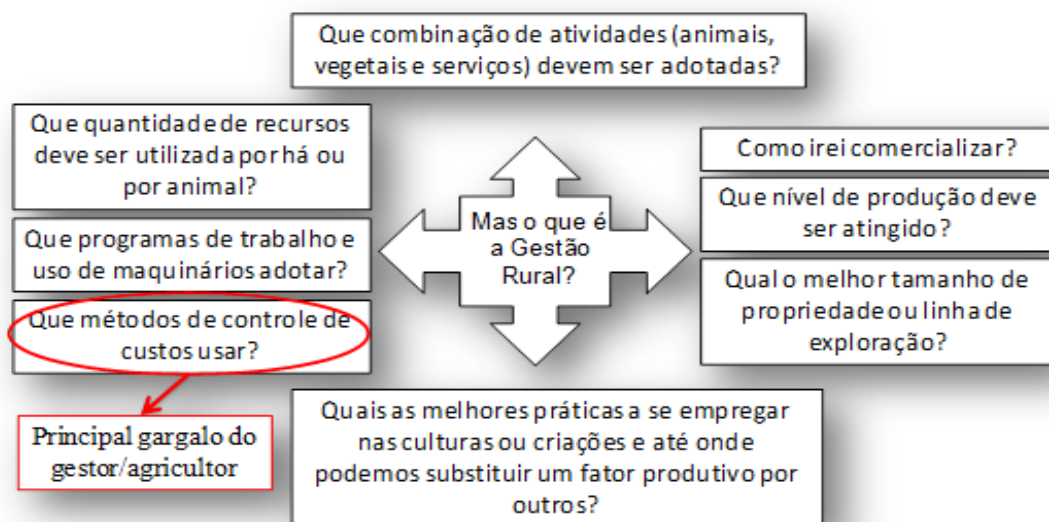 Que combinação de atividades (animais,
vegetais e serviços) devem ser adotadas?
Que quantidade de recursos
deve ser utilizada por há ou
por animal?
Que programas de trabalho e
uso de maquinários adotar?
Que métodos de controle de
custos usar?
Principal gargalo do
gestor/agricultor
Mas o que é
a Gestão
Rural?
Como irei comercializar?
Que nível de produção deve
ser atingido?
Qual o melhor tamanho de
propriedade ou linha de
exploração?
Quais as melhores práticas a se empregar
nas culturas ou criações e até onde
podemos substituir um fator produtivo por
outros?